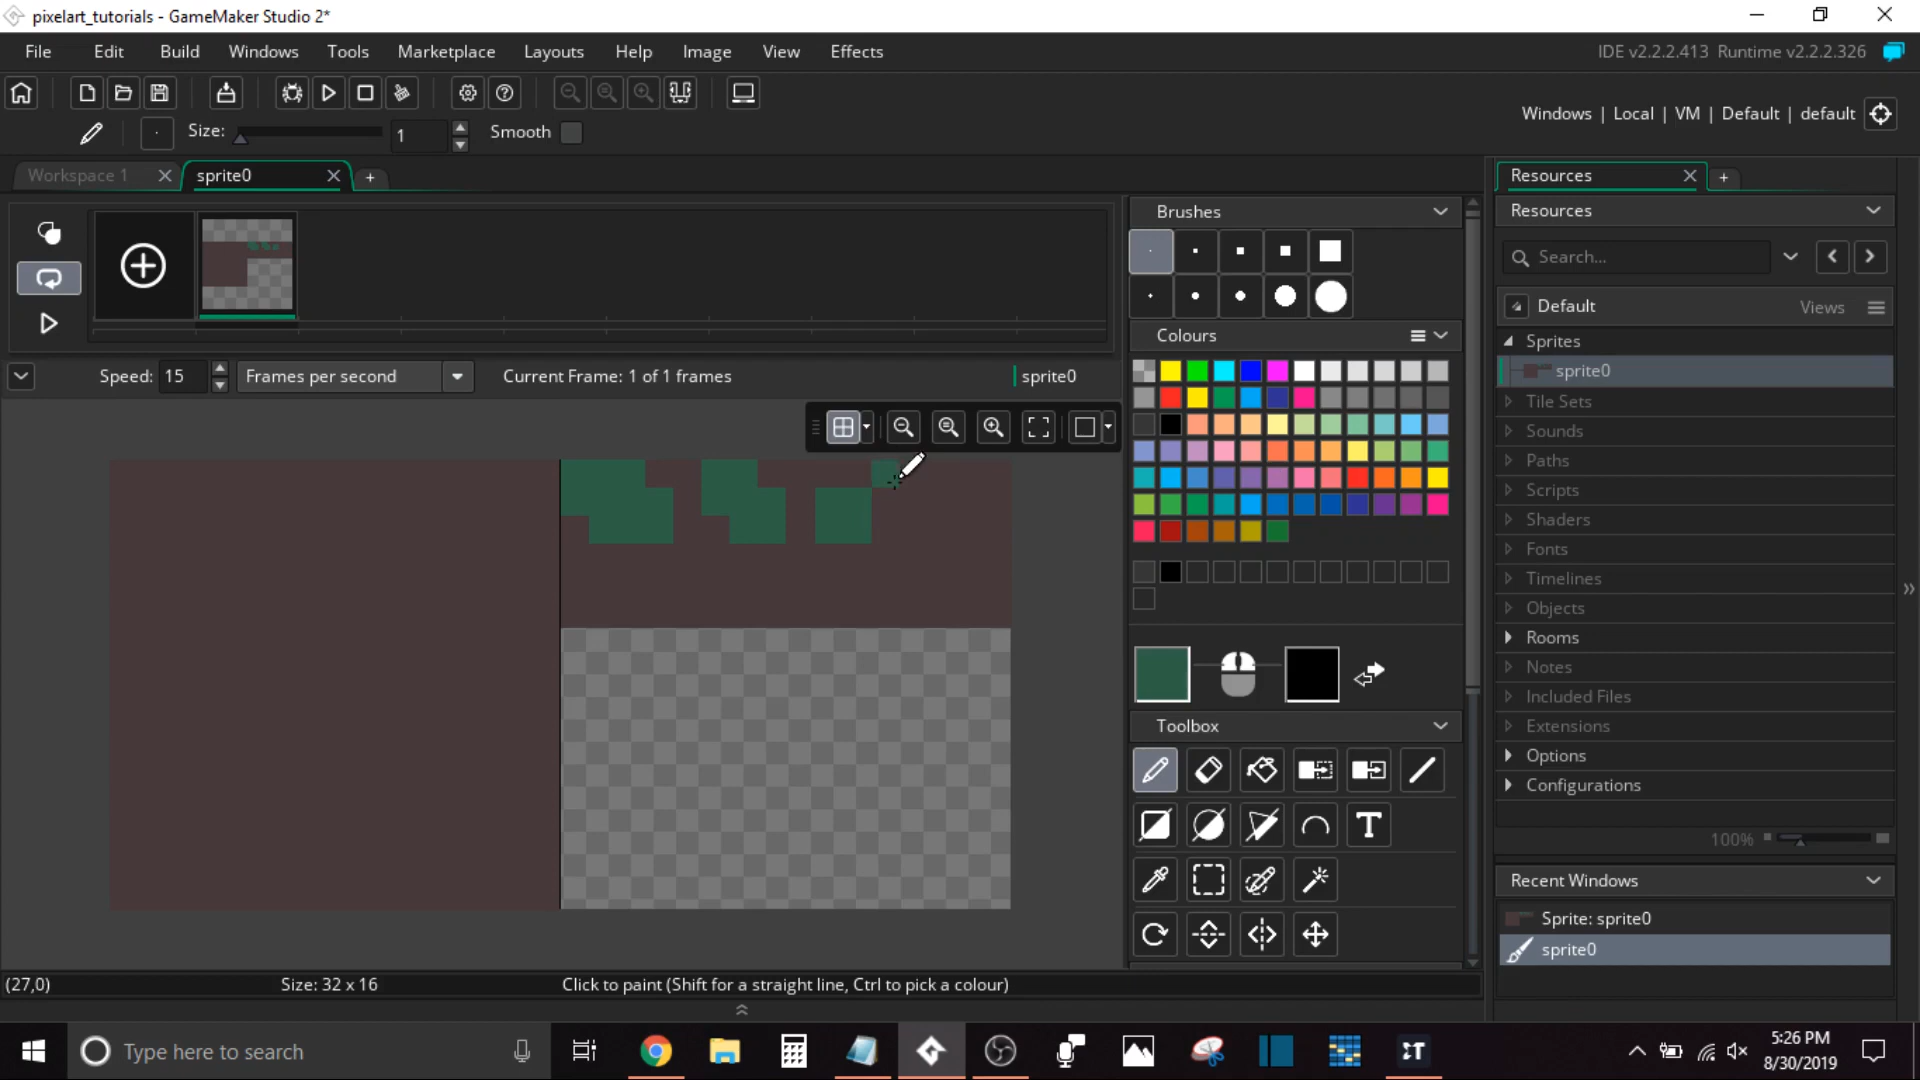 pixelart_tutorials - GameMaker Studio 2*
File Edit Build Windows Tools Marketplace Layouts Help Image View Effects
IDE v2.2.2.413 Runtime v2.2.2.326
Windows | Local | VM | Default | default
Size: 1 Smooth
Workspace 1 sprite0 +
Resources +
Brushes
Resources
Search...
Default Views
Colours
Sprites
sprite0
Speed: 15 Frames per second Current Frame: 1 of 1 frames sprite0
Tile Sets
Sounds
Paths
Scripts
Shaders
Fonts
Timelines
Objects
Rooms
Notes
Included Files
Extensions
Options
Configurations
Toolbox
T
100%
Recent Windows
Sprite: sprite0
sprite0
(27,0) Size: 32 x 16 Click to paint (Shift for a straight line, Ctrl to pick a colour)
Type here to search
5:26 PM
8/30/2019